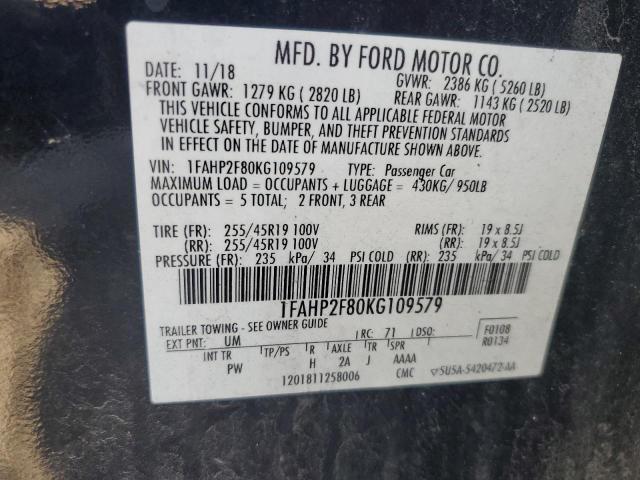 MFD. BY FORD MOTOR CO.
DATE: 11/18 GVWR: 2386 KG ( 5260 LB)
FRONT GAWR: 1279 KG ( 2820 LB) REAR GAWR: 1143 KG ( 2520 LB)
THIS VEHICLE CONFORMS TO ALL APPLICABLE FEDERAL MOTOR
VEHICLE SAFETY, BUMPER, AND THEFT PREVENTION STANDARDS
IN EFFECT ON THE DATE OF MANUFACTURE SHOWN ABOVE.
VIN: 1FAHP2F80KG109579 TYPE: Passenger Car
MAXIMUM LOAD = OCCUPANTS + LUGGAGE = 430KG/ 950LB
OCCUPANTS = 5 TOTAL; 2 FRONT, 3 REAR
TIRE (FR): 255/45R19 100V RIMS (FR): 19 x 8.5J
(RR): 255/45R19 100V (RR): 19 x 8.5J
PRESSURE (FR): 235 kPa/ 34 PSI COLD (RR): 235 kPa/ 34 PSI COLD
1FAHP2F80KG109579
TRAILER TOWING - SEE OWNER GUIDE
EXT PNT: UM RC: 71 DSO: F0108
R0134
INT TR TP/PS R AXLE TR SPR
PW H 2A J AAAA
1201811258006 CMC ▽5U5A-5420472-AA